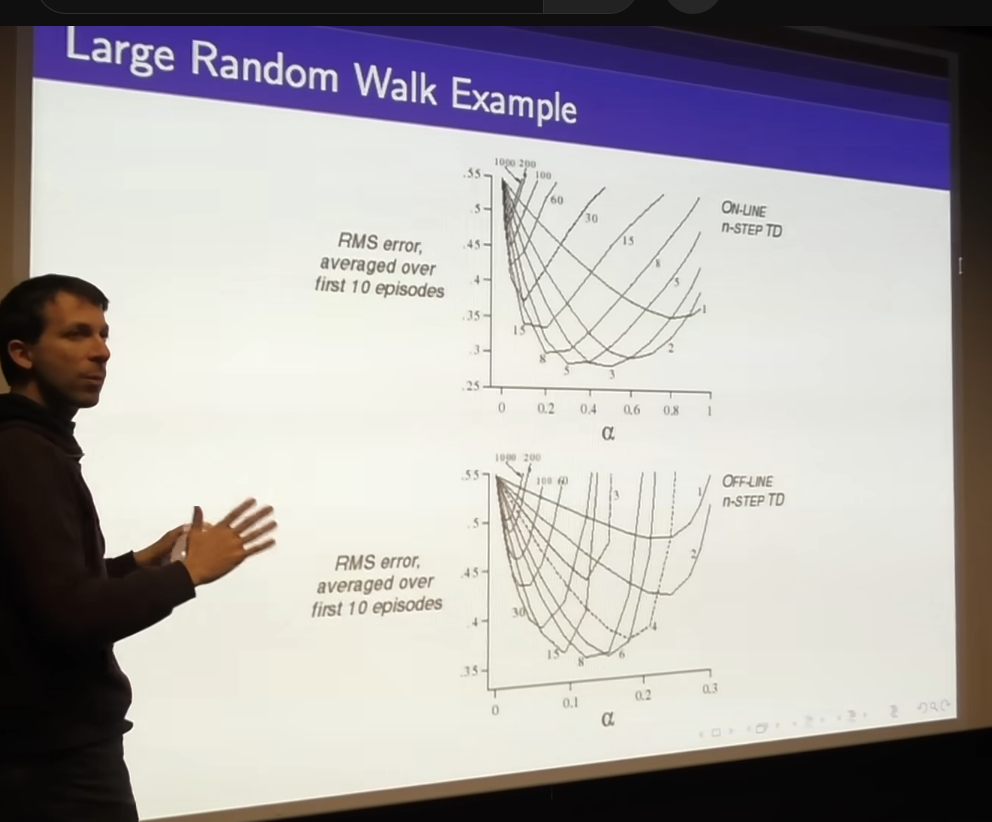 Large Random Walk Example
1000 200
100
60
30
15
8
5
1
2
3
5
8
15
.55
.5
.45
.4
.35
.3
.25
0 0.2 0.4 0.6 0.8 1
α
RMS error,
averaged over
first 10 episodes
ON-LINE
n-STEP TD
1000 200
100 60
3
1
2
4
6
8
15
30
.55
.5
.45
.4
.35
0 0.1 0.2 0.3
α
RMS error,
averaged over
first 10 episodes
OFF-LINE
n-STEP TD